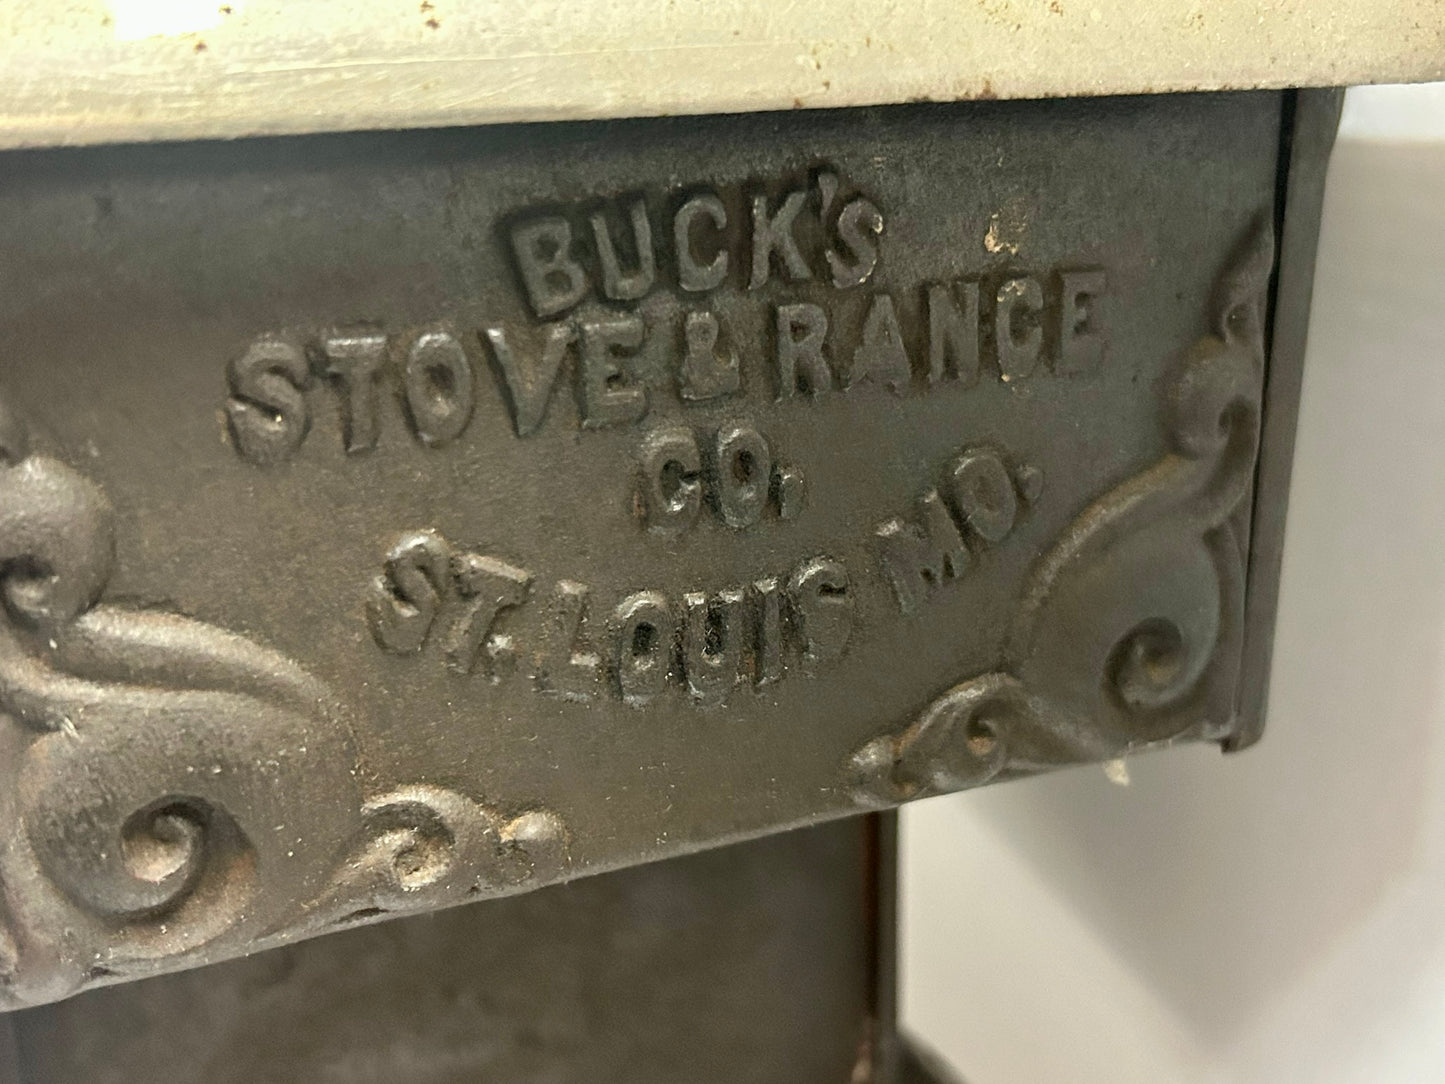 BUCK'S
STOVE & RANGE
CO.
ST. LOUIS MO.